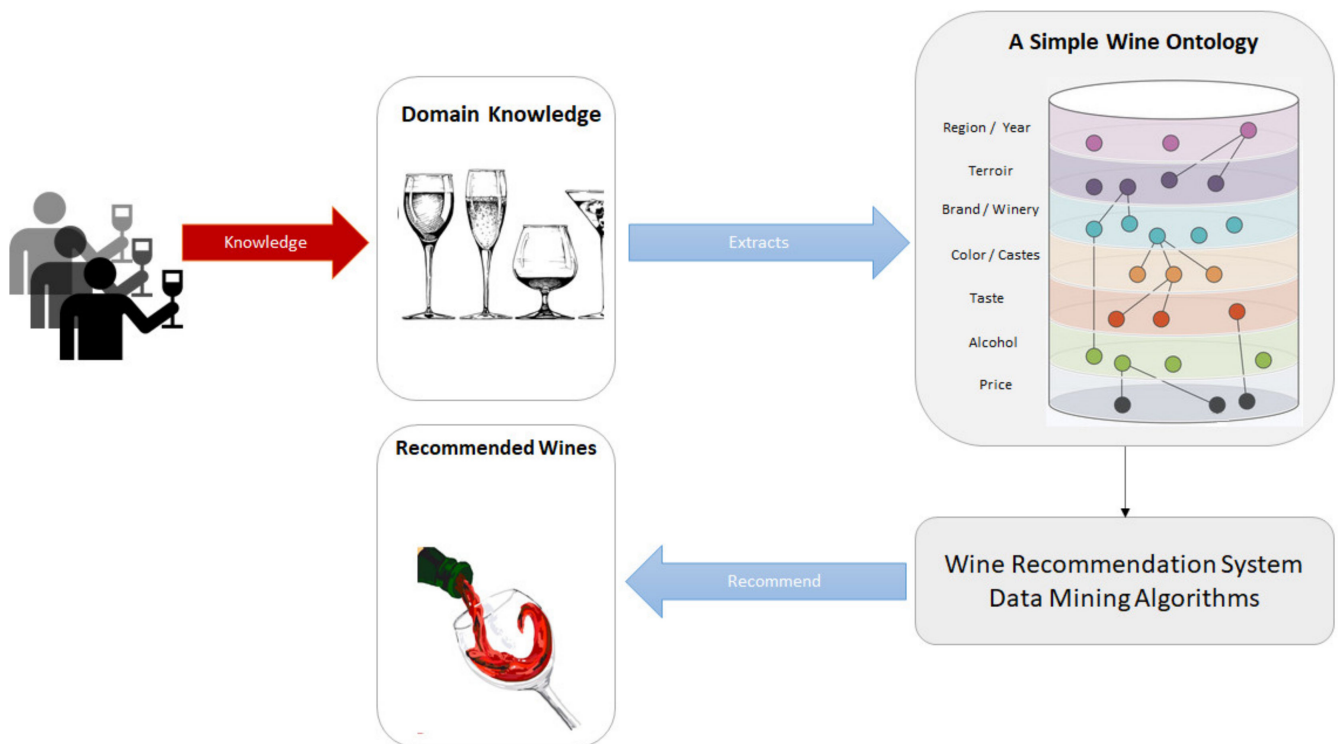 A Simple Wine Ontology
Domain Knowledge
Region / Year
Terroir
Brand / Winery
Color / Castes
Taste
Alcohol
Price
Knowledge
Extracts
Recommended Wines
Recommend
Wine Recommendation System
Data Mining Algorithms